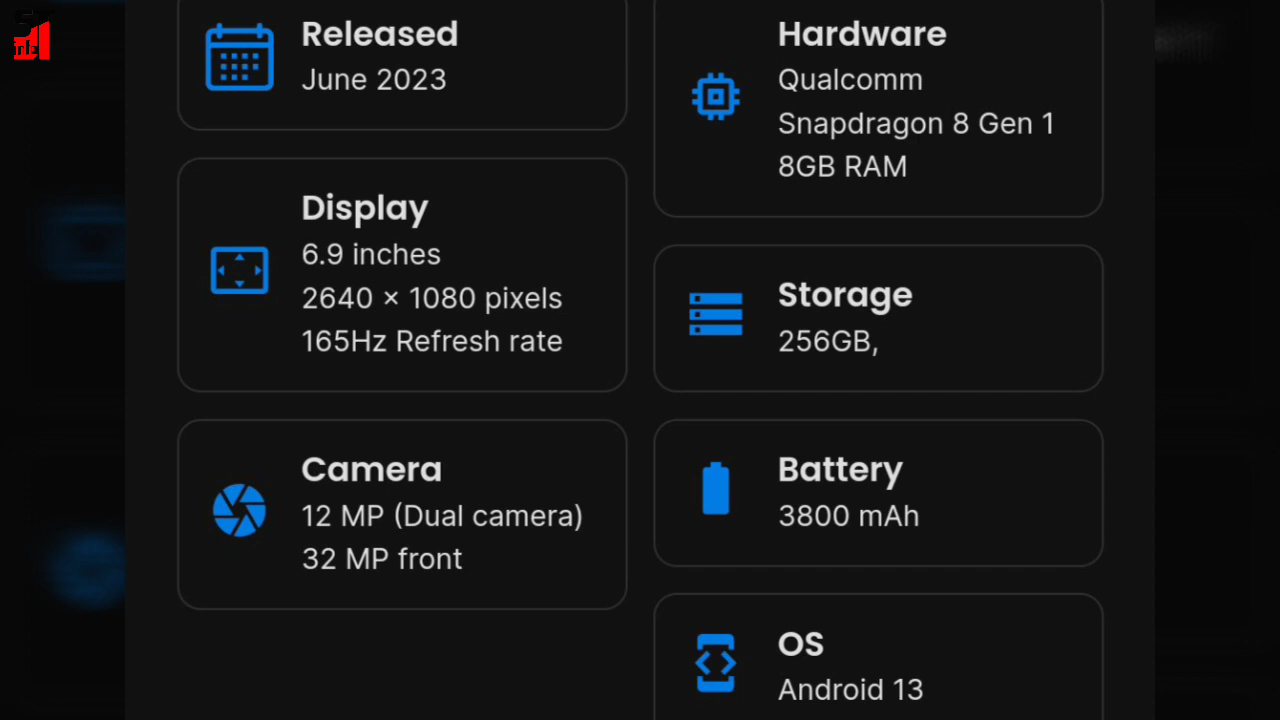 Released
June 2023
Display
6.9 inches
2640 × 1080 pixels
165Hz Refresh rate
Camera
12 MP (Dual camera)
32 MP front
Hardware
Qualcomm
Snapdragon 8 Gen 1
8GB RAM
Storage
256GB,
Battery
3800 mAh
OS
Android 13